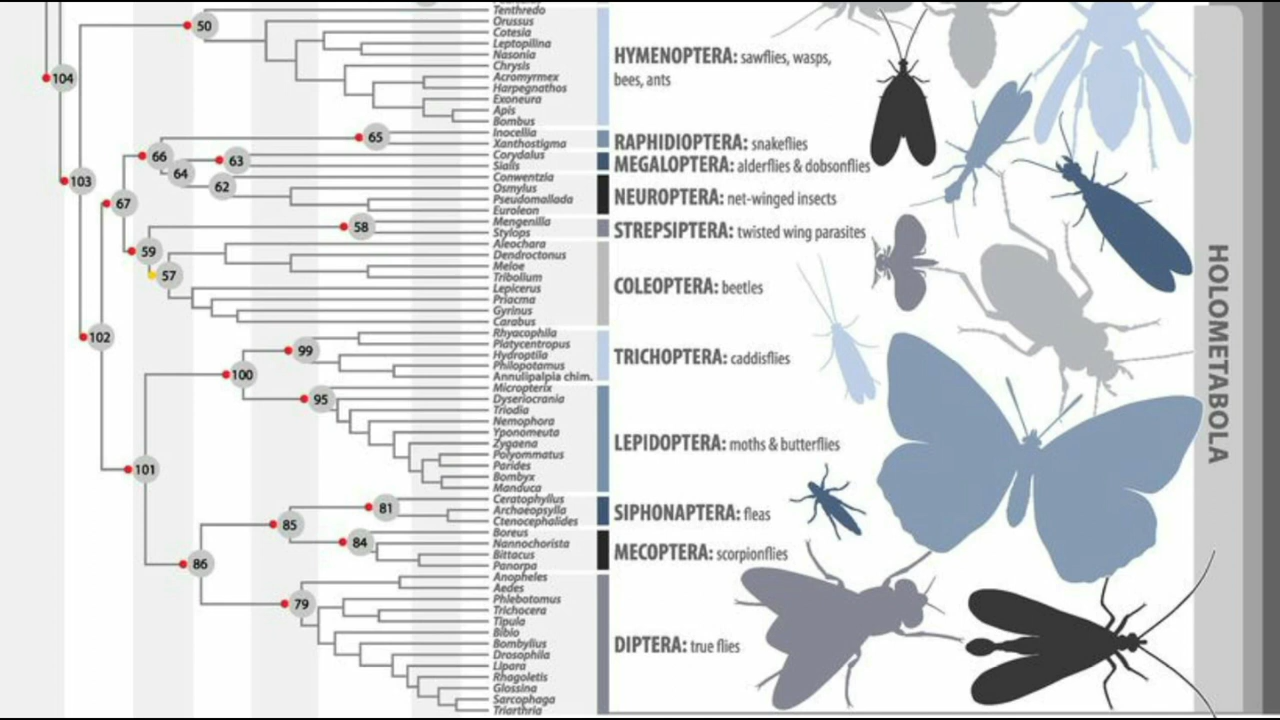 Tenthredo
50
Orussus
Cotesia
Leptopilina
Nasonia
HYMENOPTERA: sawflies, wasps,
bees, ants
Chrysis
104
Acromyrmex
Harpegnathos
Exoneura
Apis
Bombus
Inocellia
65
Xanthostigma
RAPHIDIOPTERA: snakeflies
66
Corydalus
63
Sialis
MEGALOPTERA: alderflies & dobsonflies
64
Conwentzia
103
62
Osmylus
Pseudomallada
NEUROPTERA: net-winged insects
67
Euroleon
Mengenilla
58
Stylops
STREPSIPTERA: twisted wing parasites
Aleochara
59
Dendroctonus
Meloe
57
Tribolium
Lepicerus
COLEOPTERA: beetles
Priacma
Gyrinus
Carabus
102
Rhyacophila
Platycentropus
99
Hydroptila
TRICHOPTERA: caddisflies
Philopotamus
100
Annulipalpia chim.
Micropterix
95
Dyseriocrania
Triodia
Nemophora
Yponomeuta
Zygaena
LEPIDOPTERA: moths & butterflies
Polyommatus
101
Parides
Bombyx
Manduca
Ceratophyllus
81
Archaeopsylla
SIPHONAPTERA: fleas
85
Ctenocephalides
Boreus
84
Nannochorista
MECOPTERA: scorpionflies
Bittacus
86
Panorpa
Anopheles
Aedes
79
Phlebotomus
Trichocera
Tipula
Bibio
Bombylius
DIPTERA: true flies
Drosophila
Lipara
Rhagoletis
Glossina
Sarcophaga
Triarthria
HOLOMETABOLA